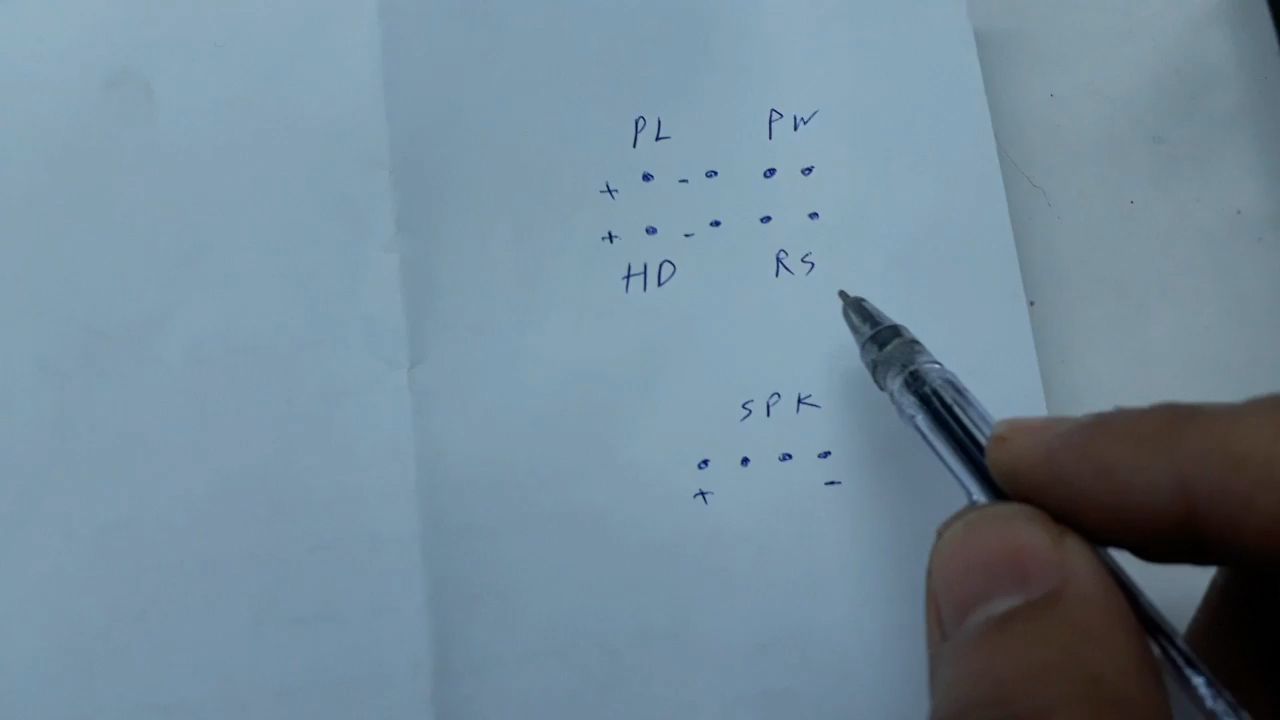 PL PW
+ • - • • •
+ • - • • •
HD RS
SPK
• • • •
+ -